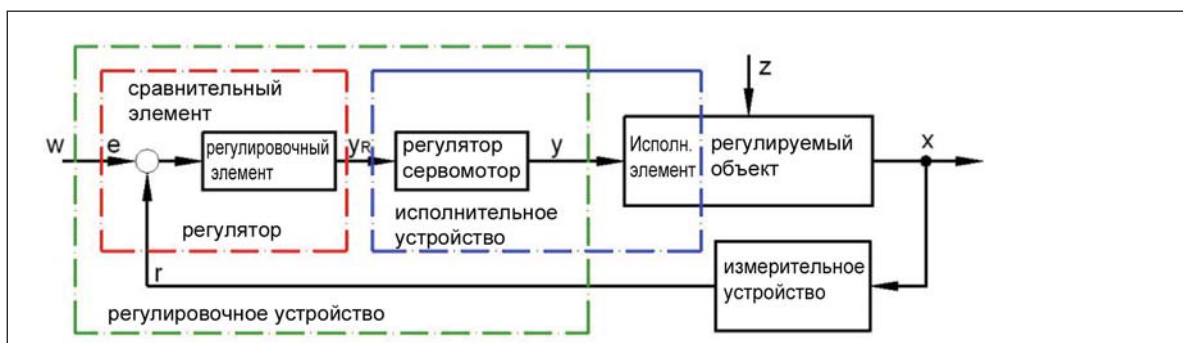 z
сравнительный
элемент
w
e
регулировочный
элемент
yR
регулятор
сервомотор
y
Исполн.
элемент
регулируемый
объект
x
регулятор
исполнительное
устройство
r
измерительное
устройство
регулировочное устройство